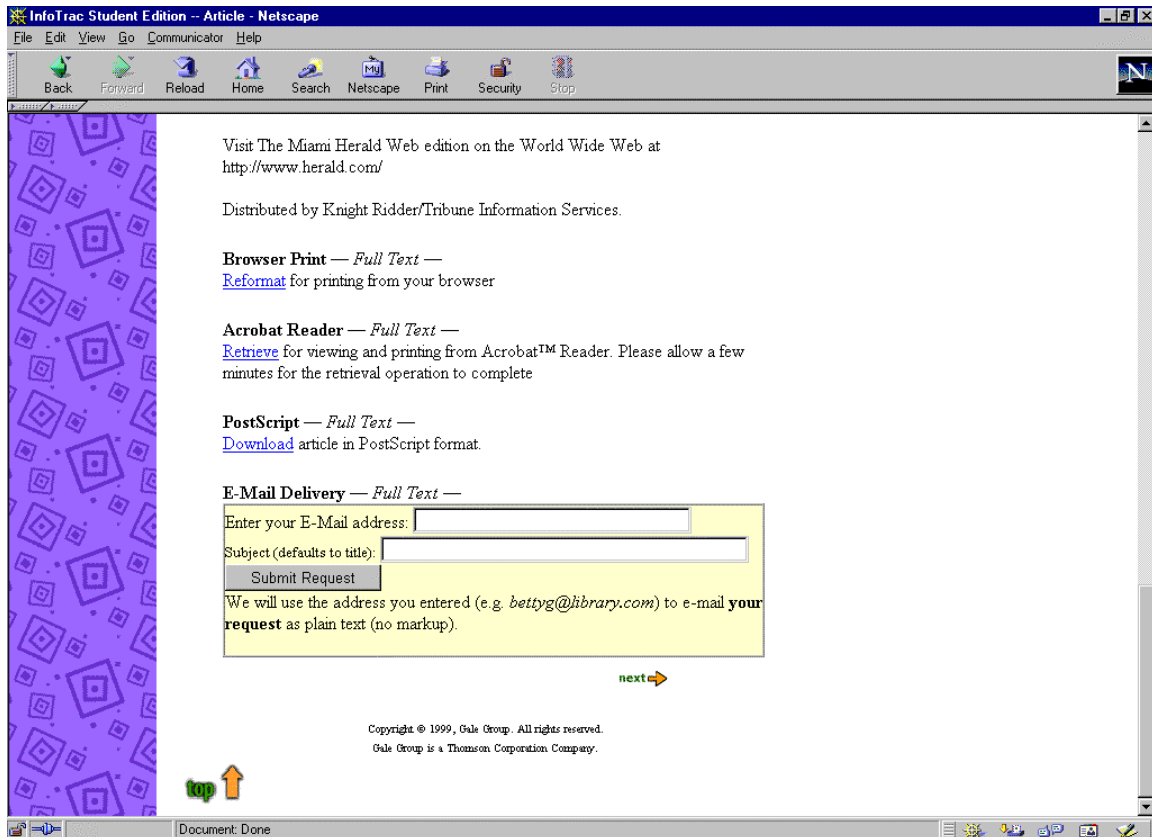 InfoTrac Student Edition -- Article - Netscape
File Edit View Go Communicator Help
Back Forward Reload Home Search Netscape Print Security Stop
My
N
Visit The Miami Herald Web edition on the World Wide Web at
http://www.herald.com/
Distributed by Knight Ridder/Tribune Information Services.
Browser Print — Full Text —
Reformat for printing from your browser
Acrobat Reader — Full Text —
Retrieve for viewing and printing from Acrobat™ Reader. Please allow a few
minutes for the retrieval operation to complete
PostScript — Full Text —
Download article in PostScript format.
E-Mail Delivery — Full Text —
Enter your E-Mail address:
Subject (defaults to title):
Submit Request
We will use the address you entered (e.g. bettyg@library.com) to e-mail your
request as plain text (no markup).
next
Copyright © 1999, Gale Group. All rights reserved.
Gale Group is a Thomson Corporation Company.
top
Document: Done